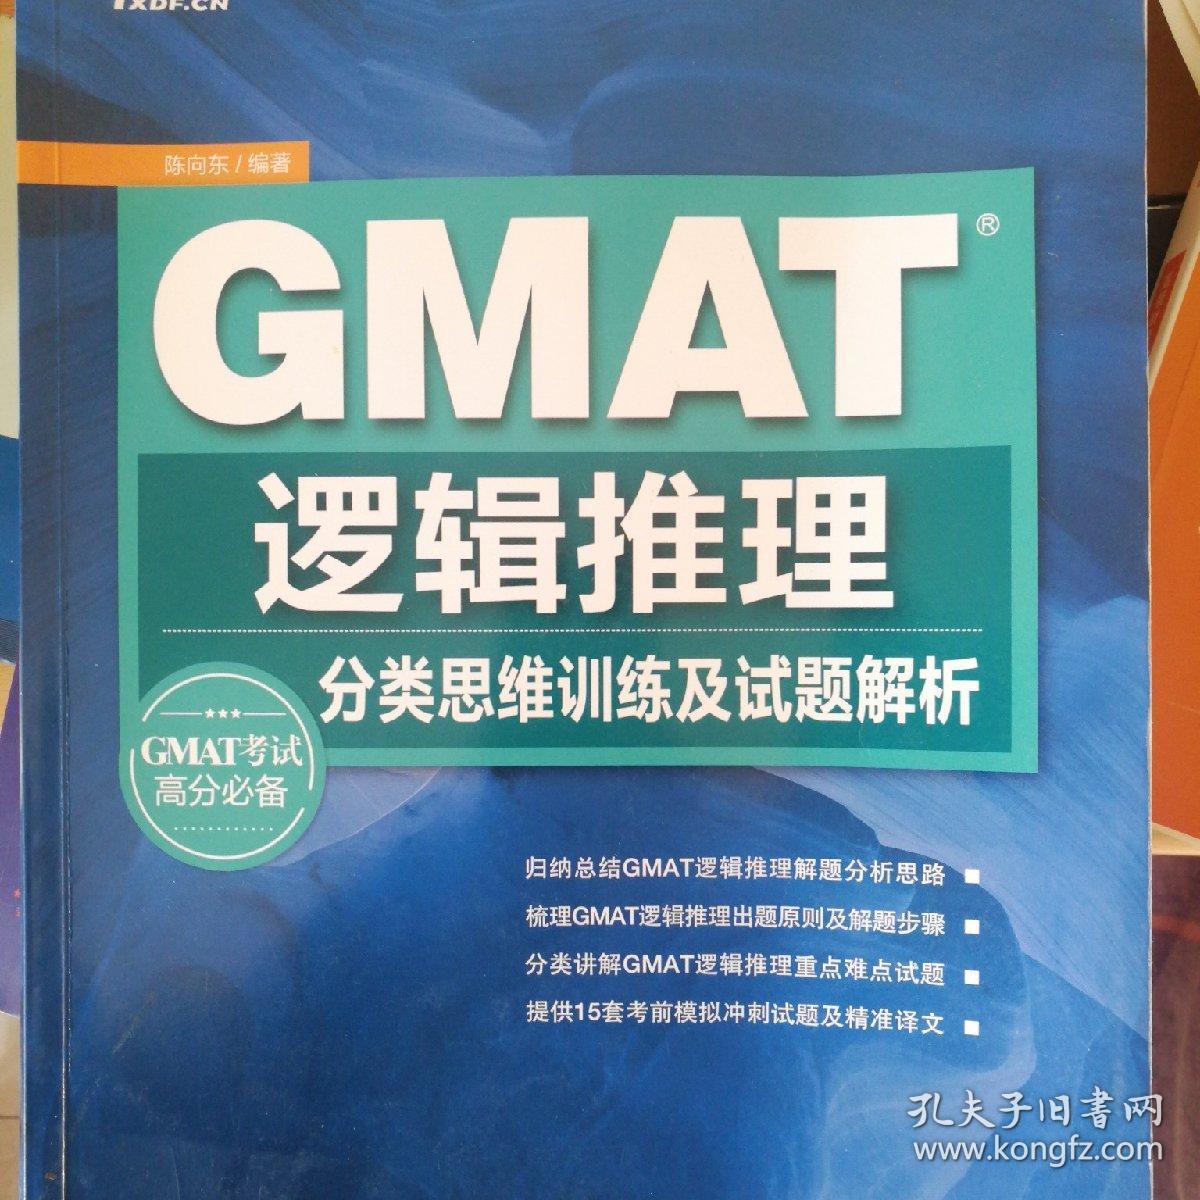 XDF.CN
陈向东/编著
GMAT®
逻辑推理
分类思维训练及试题解析
GMAT考试
高分必备
归纳总结GMAT逻辑推理解题分析思路
梳理GMAT逻辑推理出题原则及解题步骤
分类讲解GMAT逻辑推理重点难点试题
提供15套考前模拟冲刺试题及精准译文
孔夫子旧書网
www.kongfz.com